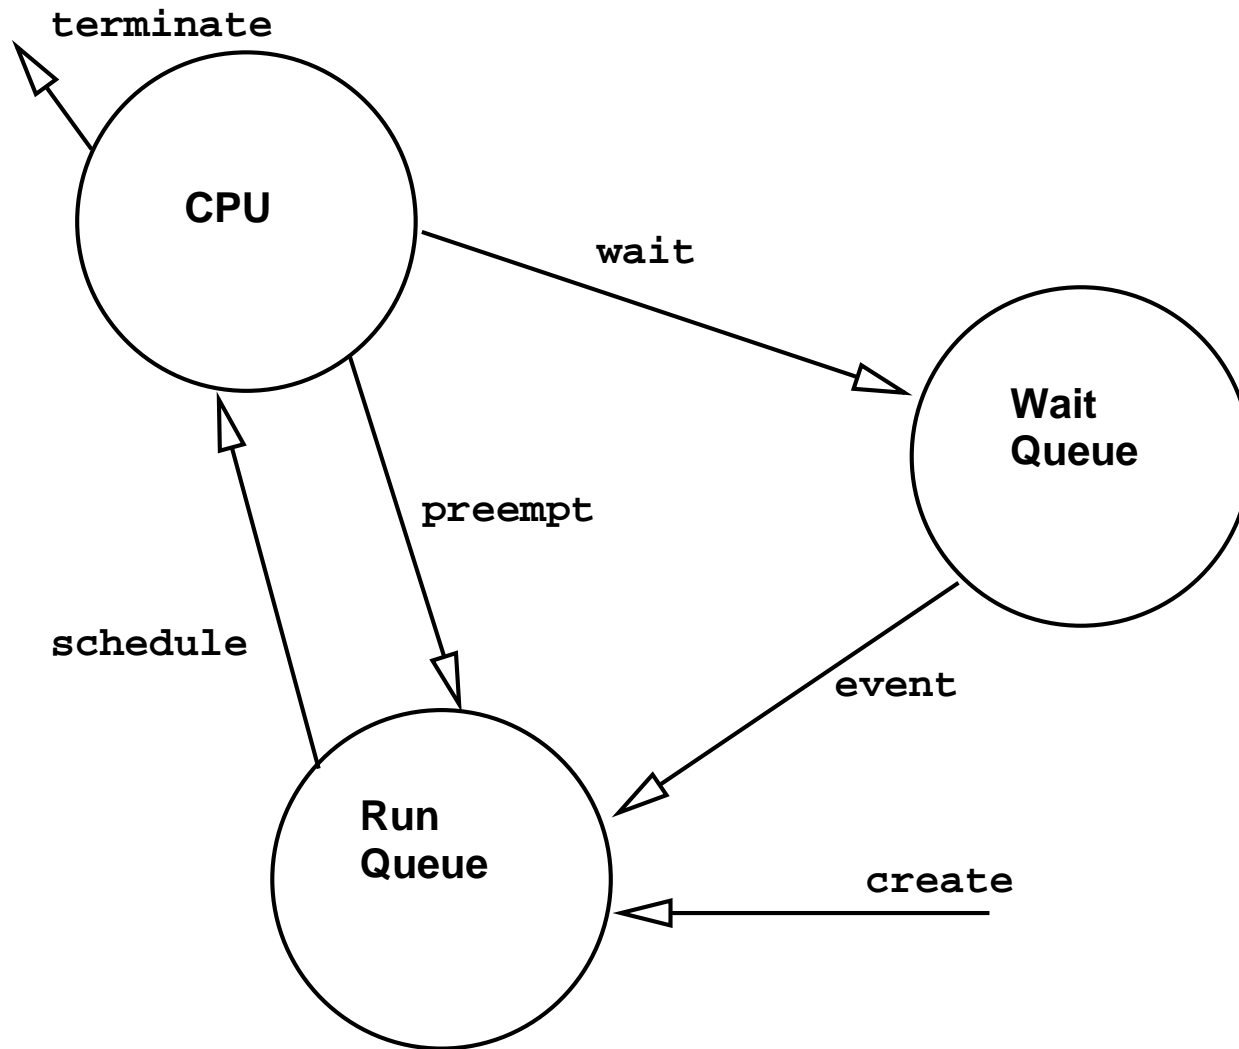 terminate
CPU
wait
Wait
Queue
preempt
schedule
event
Run
Queue
create